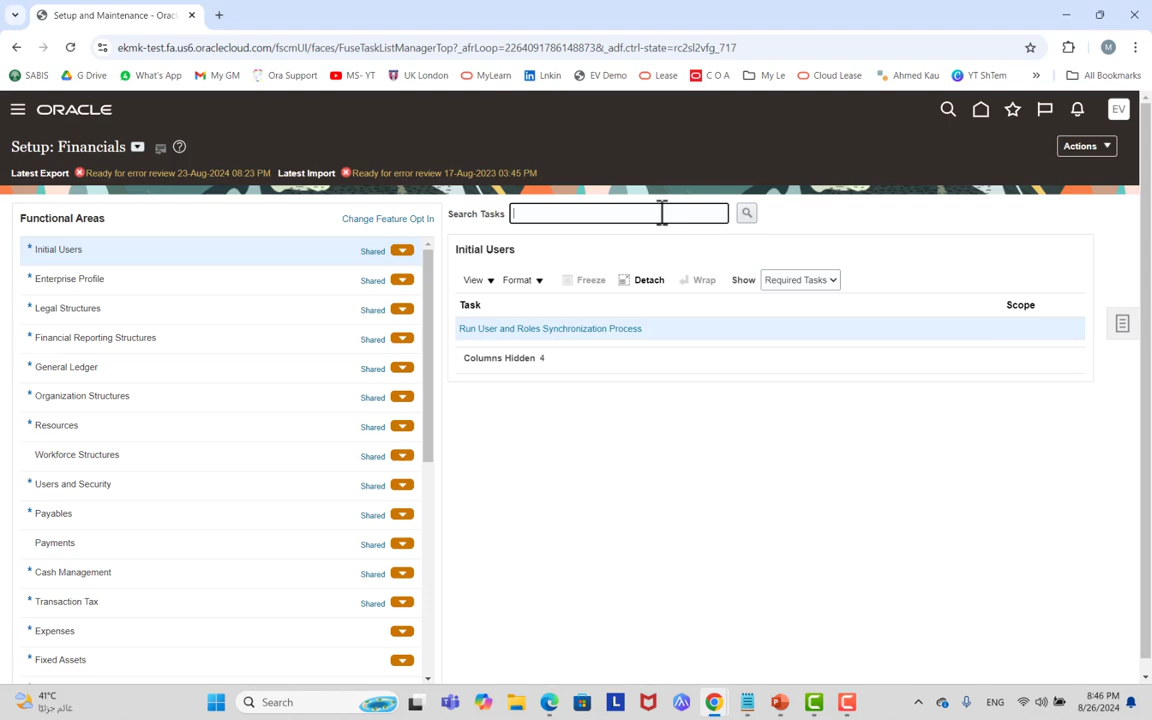 Setup and Maintenance - Orac
ekmk-test.fa.us6.oraclecloud.com/fscmUI/faces/FuseTaskListManagerTop?_afrLoop=22640917861488​73&_adf.ctrl-state=rc2sl2vfg_717
SABIS G Drive What's App My GM Ora Support MS- YT UK London MyLearn Lnkin EV Demo Lease C O A My Le Cloud Lease Ahmed Kau YT ShTem » All Bookmarks
ORACLE EV
Setup: Financials Actions
Latest Export Ready for error review 23-Aug-2024 08:23 PM Latest Import Ready for error review 17-Aug-2023 03:45 PM
Functional Areas Change Feature Opt In
Search Tasks
* Initial Users Shared
* Enterprise Profile Shared
* Legal Structures Shared
* Financial Reporting Structures Shared
* General Ledger Shared
* Organization Structures Shared
* Resources Shared
Workforce Structures Shared
* Users and Security Shared
* Payables Shared
Payments Shared
* Cash Management Shared
* Transaction Tax Shared
* Expenses
* Fixed Assets
Initial Users
View Format Freeze Detach Wrap Show Required Tasks
Task Scope
Run User and Roles Synchronization Process
Columns Hidden 4
41°C
عالم جزئيًا
Search
ENG
8:46 PM
8/26/2024
M